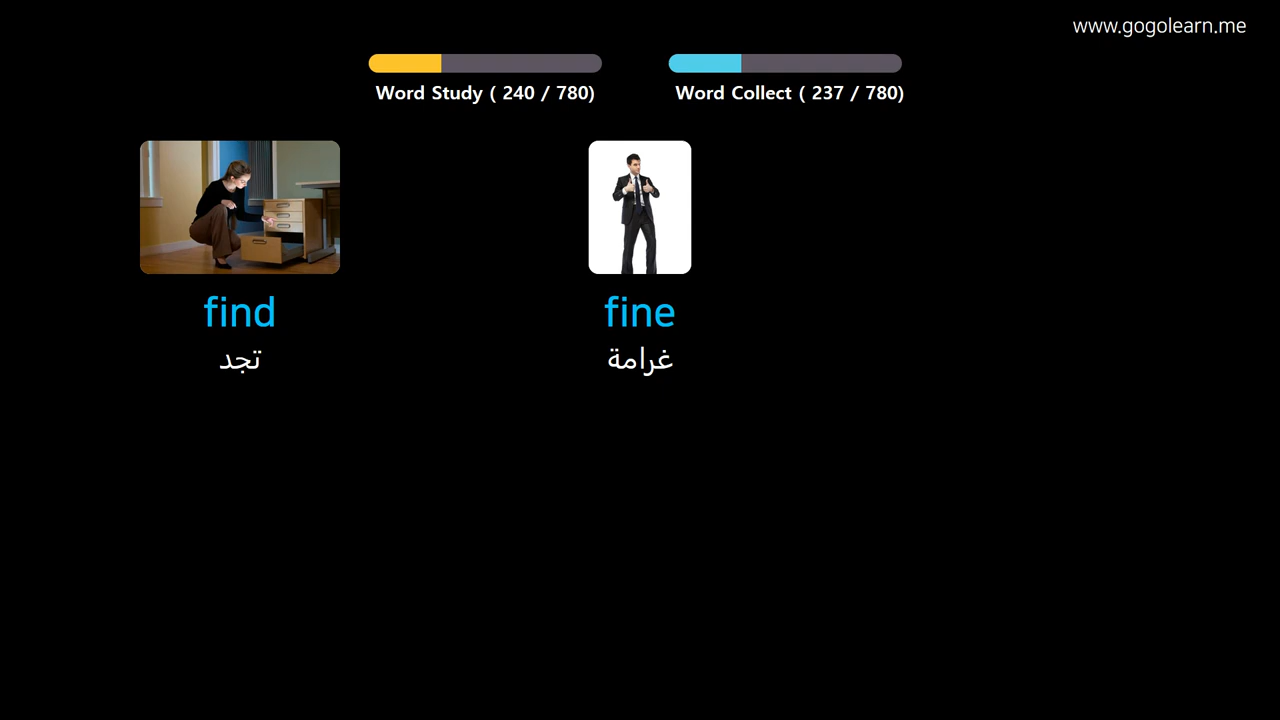 www.gogolearn.me
Word Study ( 240 / 780)
Word Collect ( 237 / 780)
find
تجد
fine
غرامة